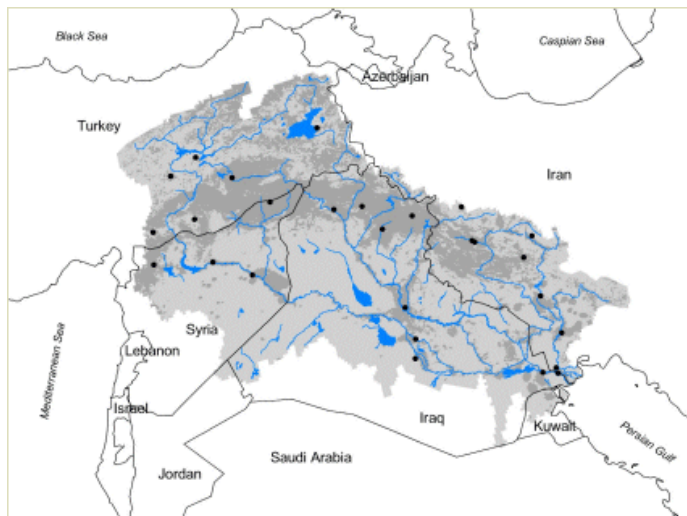 Black Sea
Caspian Sea
Azerbaijan
Turkey
Iran
Mediterranean Sea
Syria
Lebanon
Israel
Iraq
Kuwait
Persian Gulf
Saudi Arabia
Jordan